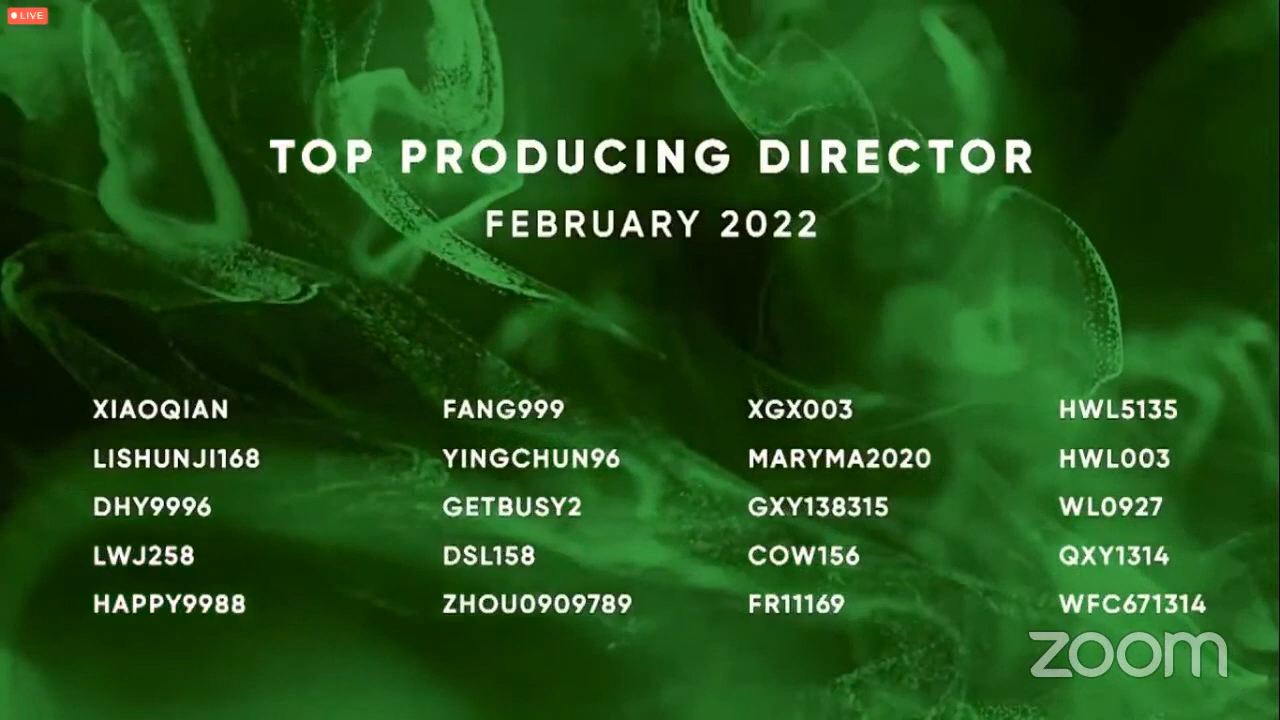 LIVE
TOP PRODUCING DIRECTOR
FEBRUARY 2022
XIAOQIAN
LISHUNJI168
DHY9996
LWJ258
HAPPY9988
FANG999
YINGCHUN96
GETBUSY2
DSL158
ZHOU0909789
XGX003
MARYMA2020
GXY138315
COW156
FR11169
HWL5135
HWL003
WL0927
QXY1314
WFC671314
zoom